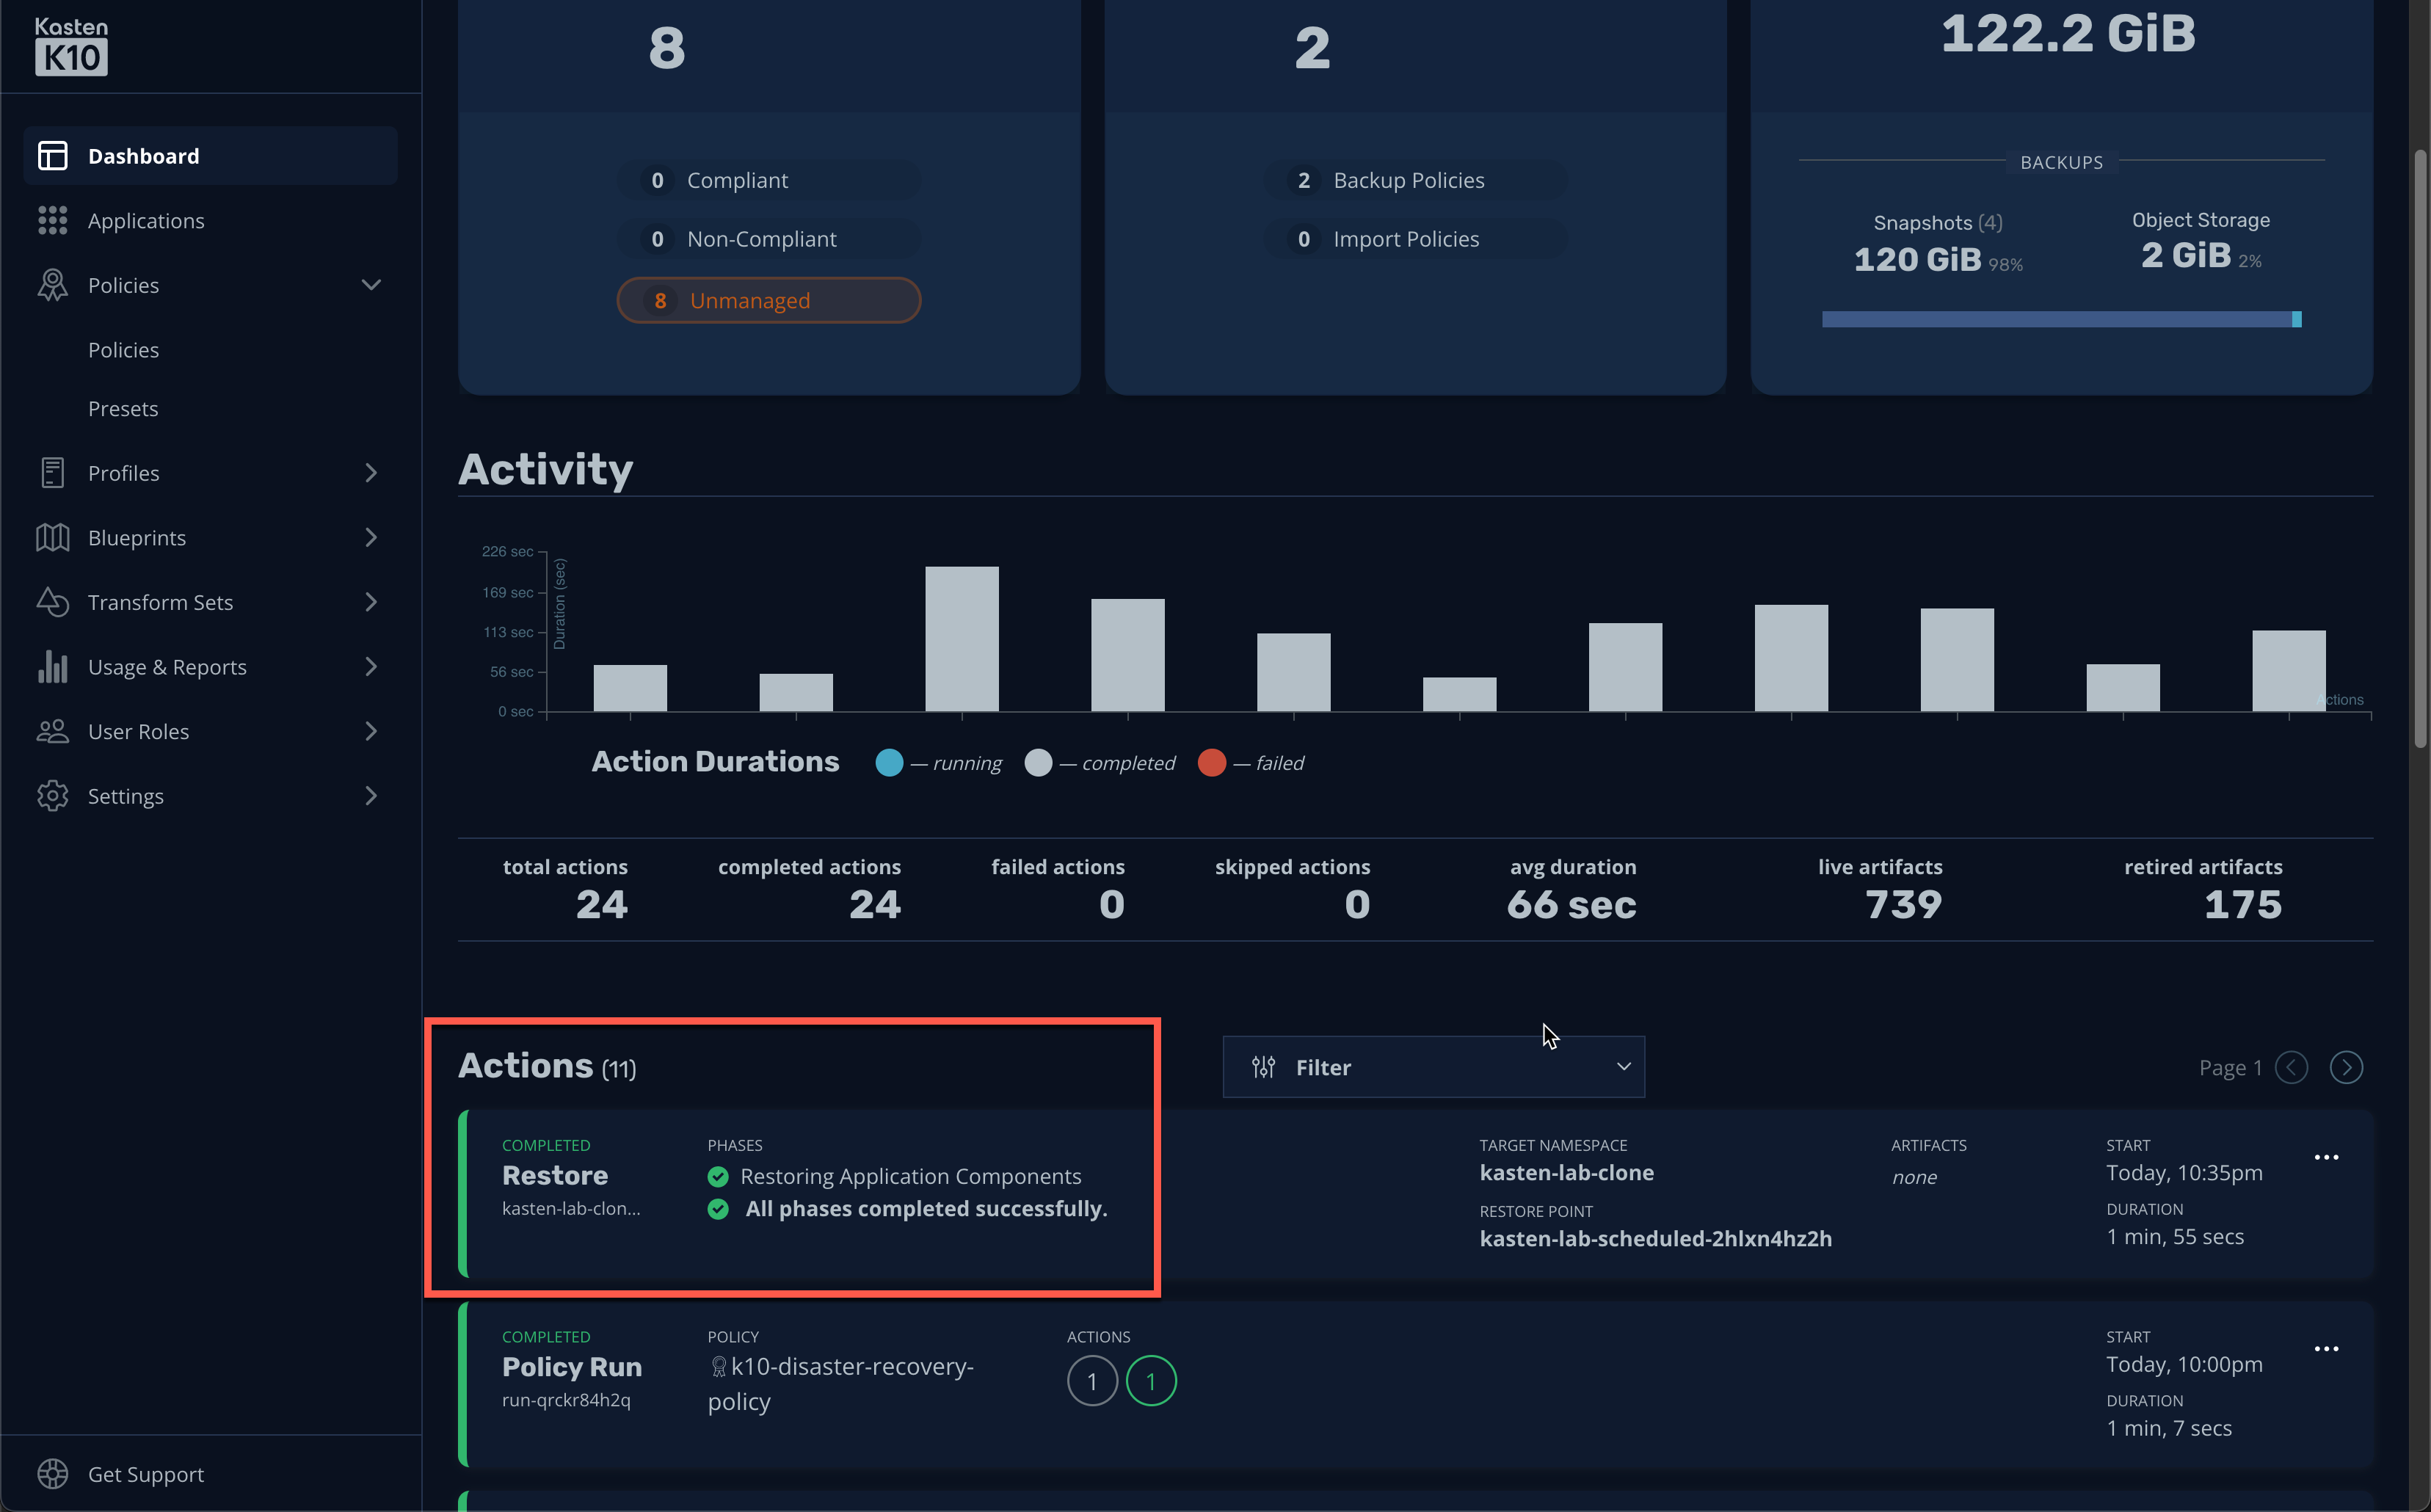 Kasten
K10
Dashboard
Applications
Policies
Policies
Presets
Profiles
Blueprints
Transform Sets
Usage & Reports
User Roles
Settings
Get Support
8
0 Compliant
0 Non-Compliant
8 Unmanaged
2
2 Backup Policies
0 Import Policies
122.2 GiB
BACKUPS
Snapshots (4)
120 GiB 98%
Object Storage
2 GiB 2%
Activity
226 sec
169 sec
113 sec
56 sec
0 sec
Duration (sec)
Actions
Action Durations — running — completed — failed
total actions
24
completed actions
24
failed actions
0
skipped actions
0
avg duration
66 sec
live artifacts
739
retired artifacts
175
Actions (11)
Filter
Page 1
COMPLETED
Restore
kasten-lab-clon...
PHASES
Restoring Application Components
All phases completed successfully.
TARGET NAMESPACE
kasten-lab-clone
RESTORE POINT
kasten-lab-scheduled-2hlxn4hz2h
ARTIFACTS
none
START
Today, 10:35pm
DURATION
1 min, 55 secs
COMPLETED
Policy Run
run-qrckr84h2q
POLICY
k10-disaster-recovery-
policy
ACTIONS
1 1
START
Today, 10:00pm
DURATION
1 min, 7 secs